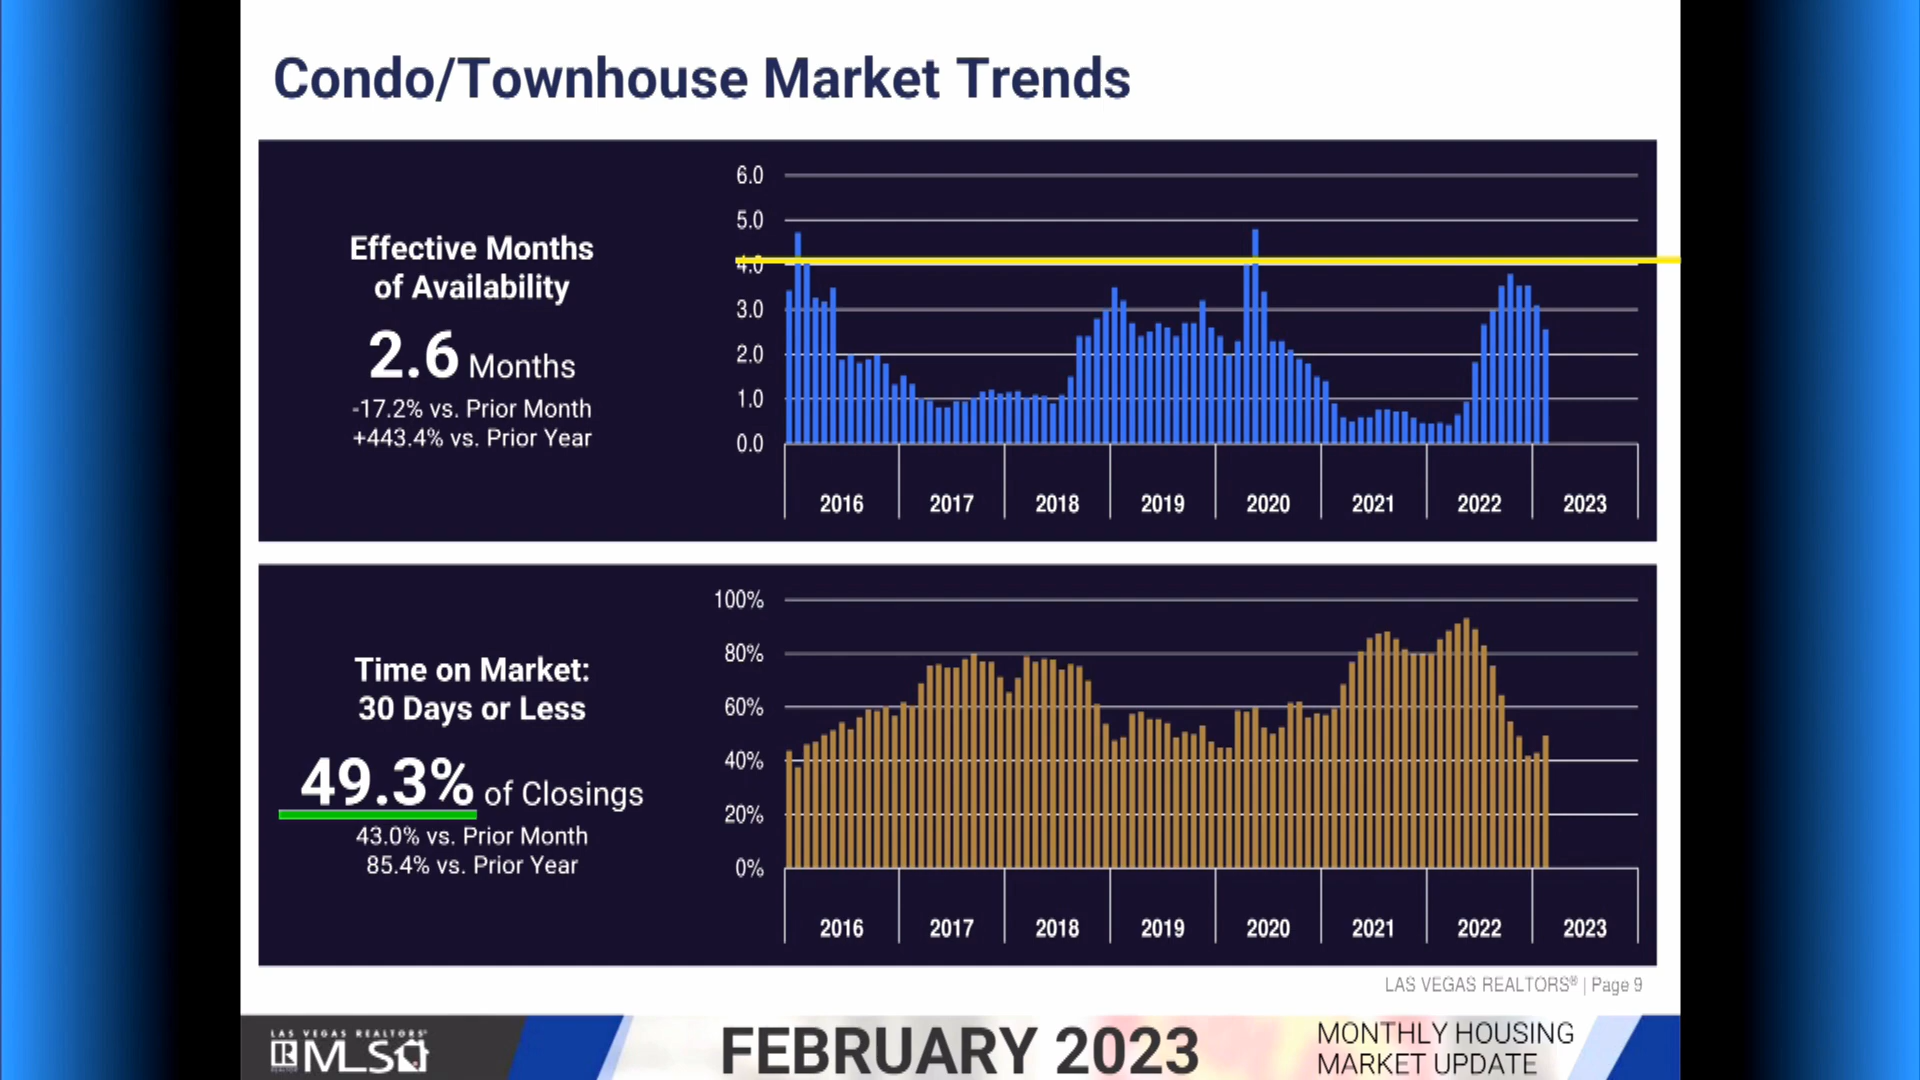 Condo/Townhouse Market Trends
Effective Months
of Availability
2.6 Months
-17.2% vs. Prior Month
+443.4% vs. Prior Year
6.0
5.0
4.0
3.0
2.0
1.0
0.0
2016 2017 2018 2019 2020 2021 2022 2023
Time on Market:
30 Days or Less
49.3% of Closings
43.0% vs. Prior Month
85.4% vs. Prior Year
100%
80%
60%
40%
20%
0%
2016 2017 2018 2019 2020 2021 2022 2023
LAS VEGAS REALTORS® | Page 9
LAS VEGAS REALTORS®
MLS
FEBRUARY 2023
MONTHLY HOUSING
MARKET UPDATE